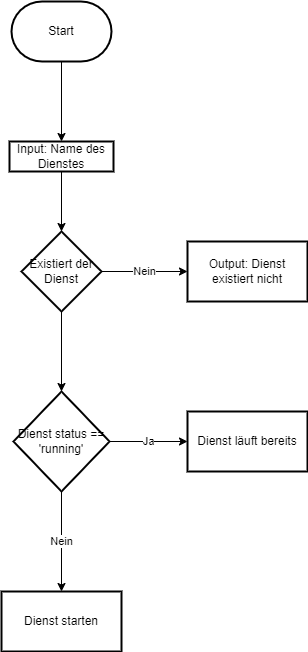 Start
Input: Name des
Dienstes
Existiert der
Dienst
Nein
Output: Dienst
existiert nicht
Dienst status ==
'running'
Ja
Dienst läuft bereits
Nein
Dienst starten